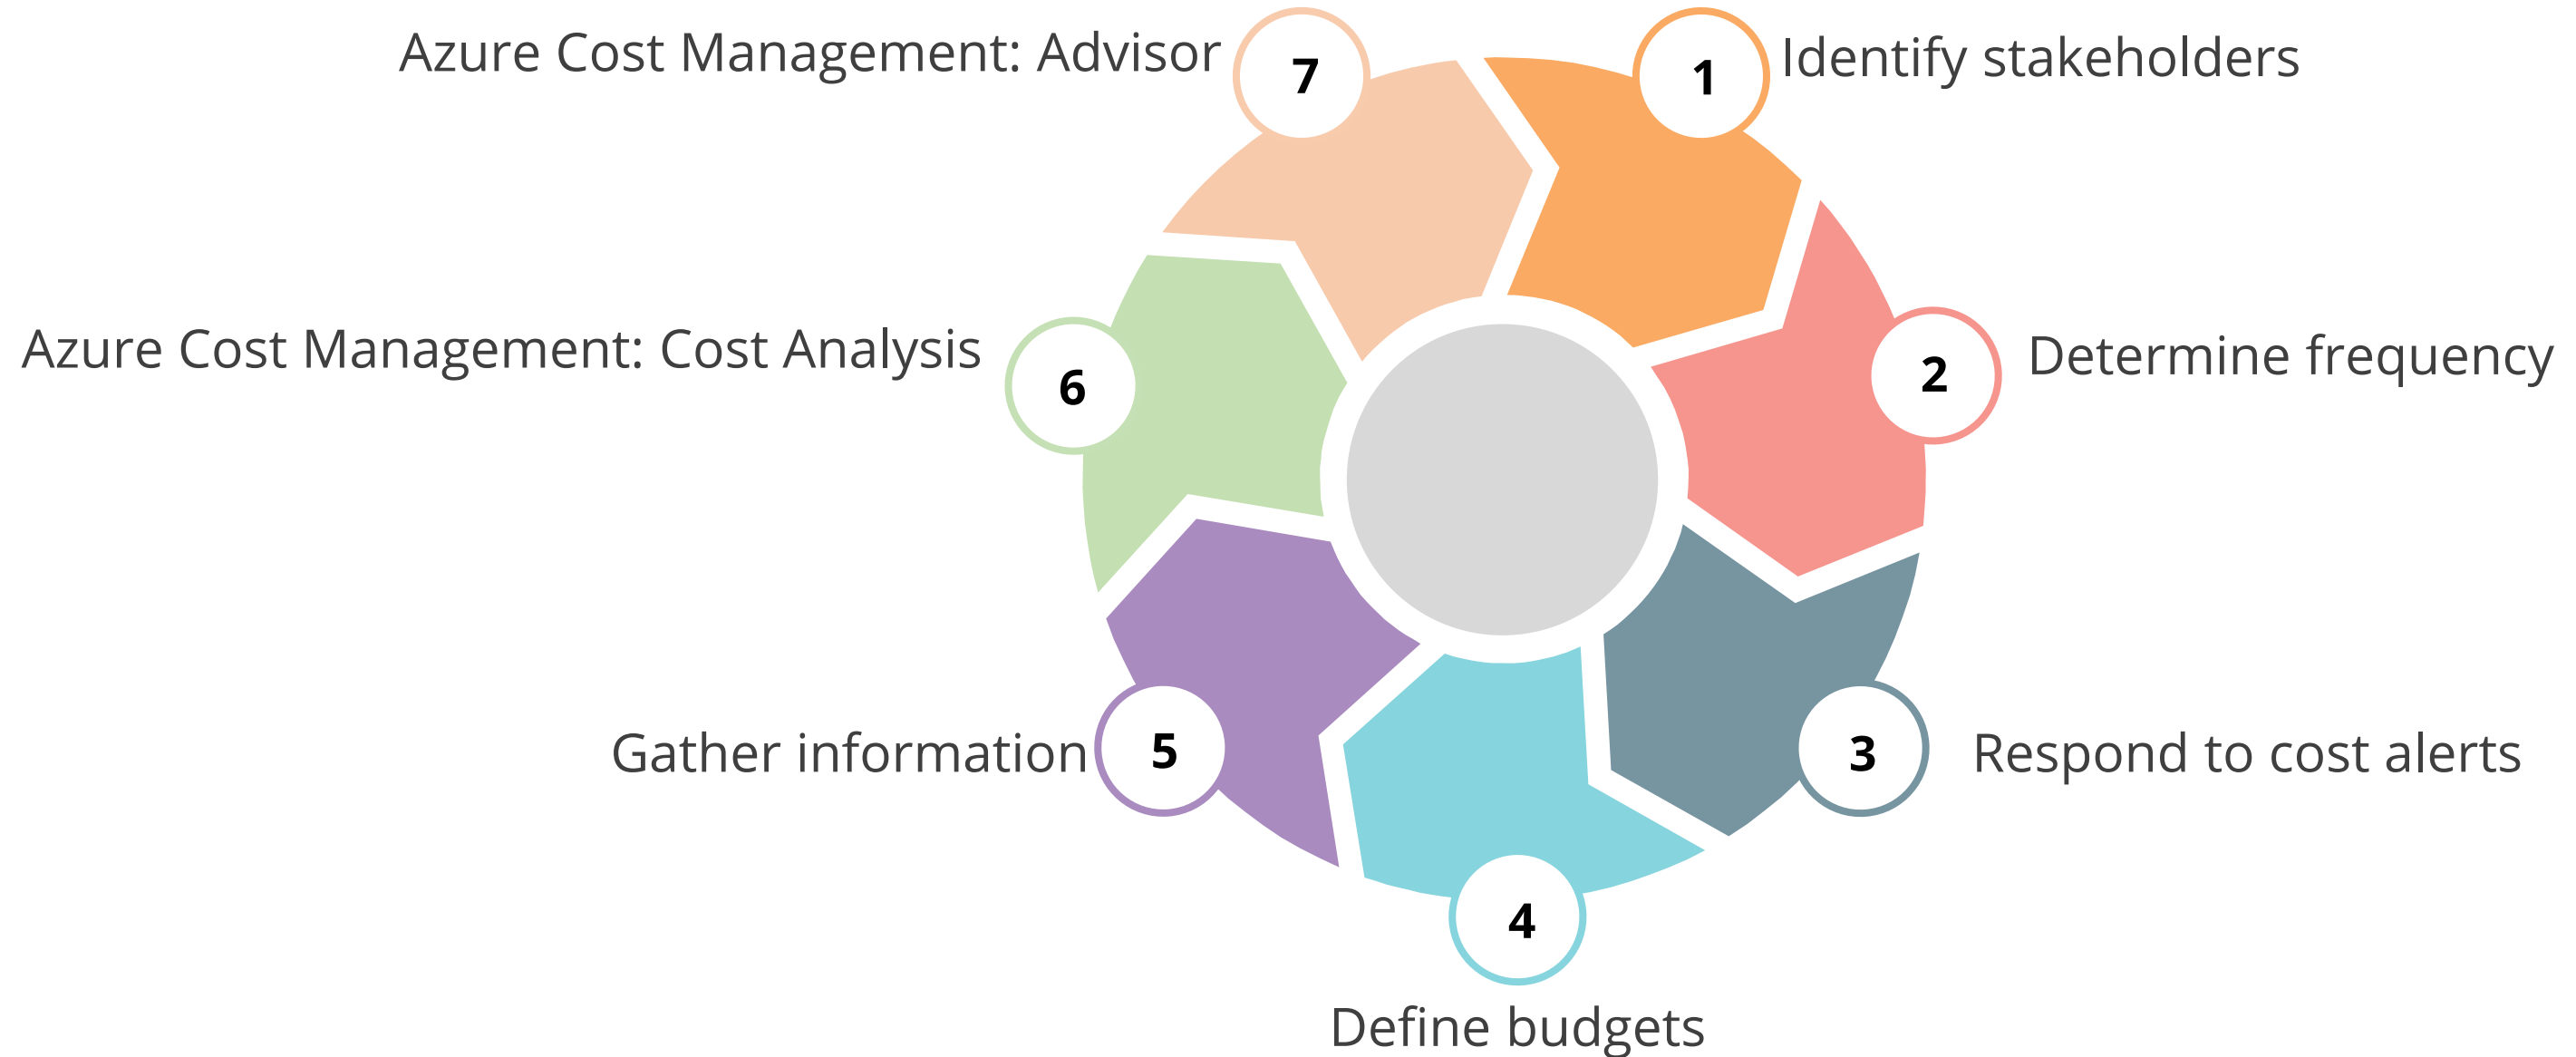 1
Identify stakeholders
2
Determine frequency
3
Respond to cost alerts
4
Define budgets
5
Gather information
6
Azure Cost Management: Cost Analysis
7
Azure Cost Management: Advisor